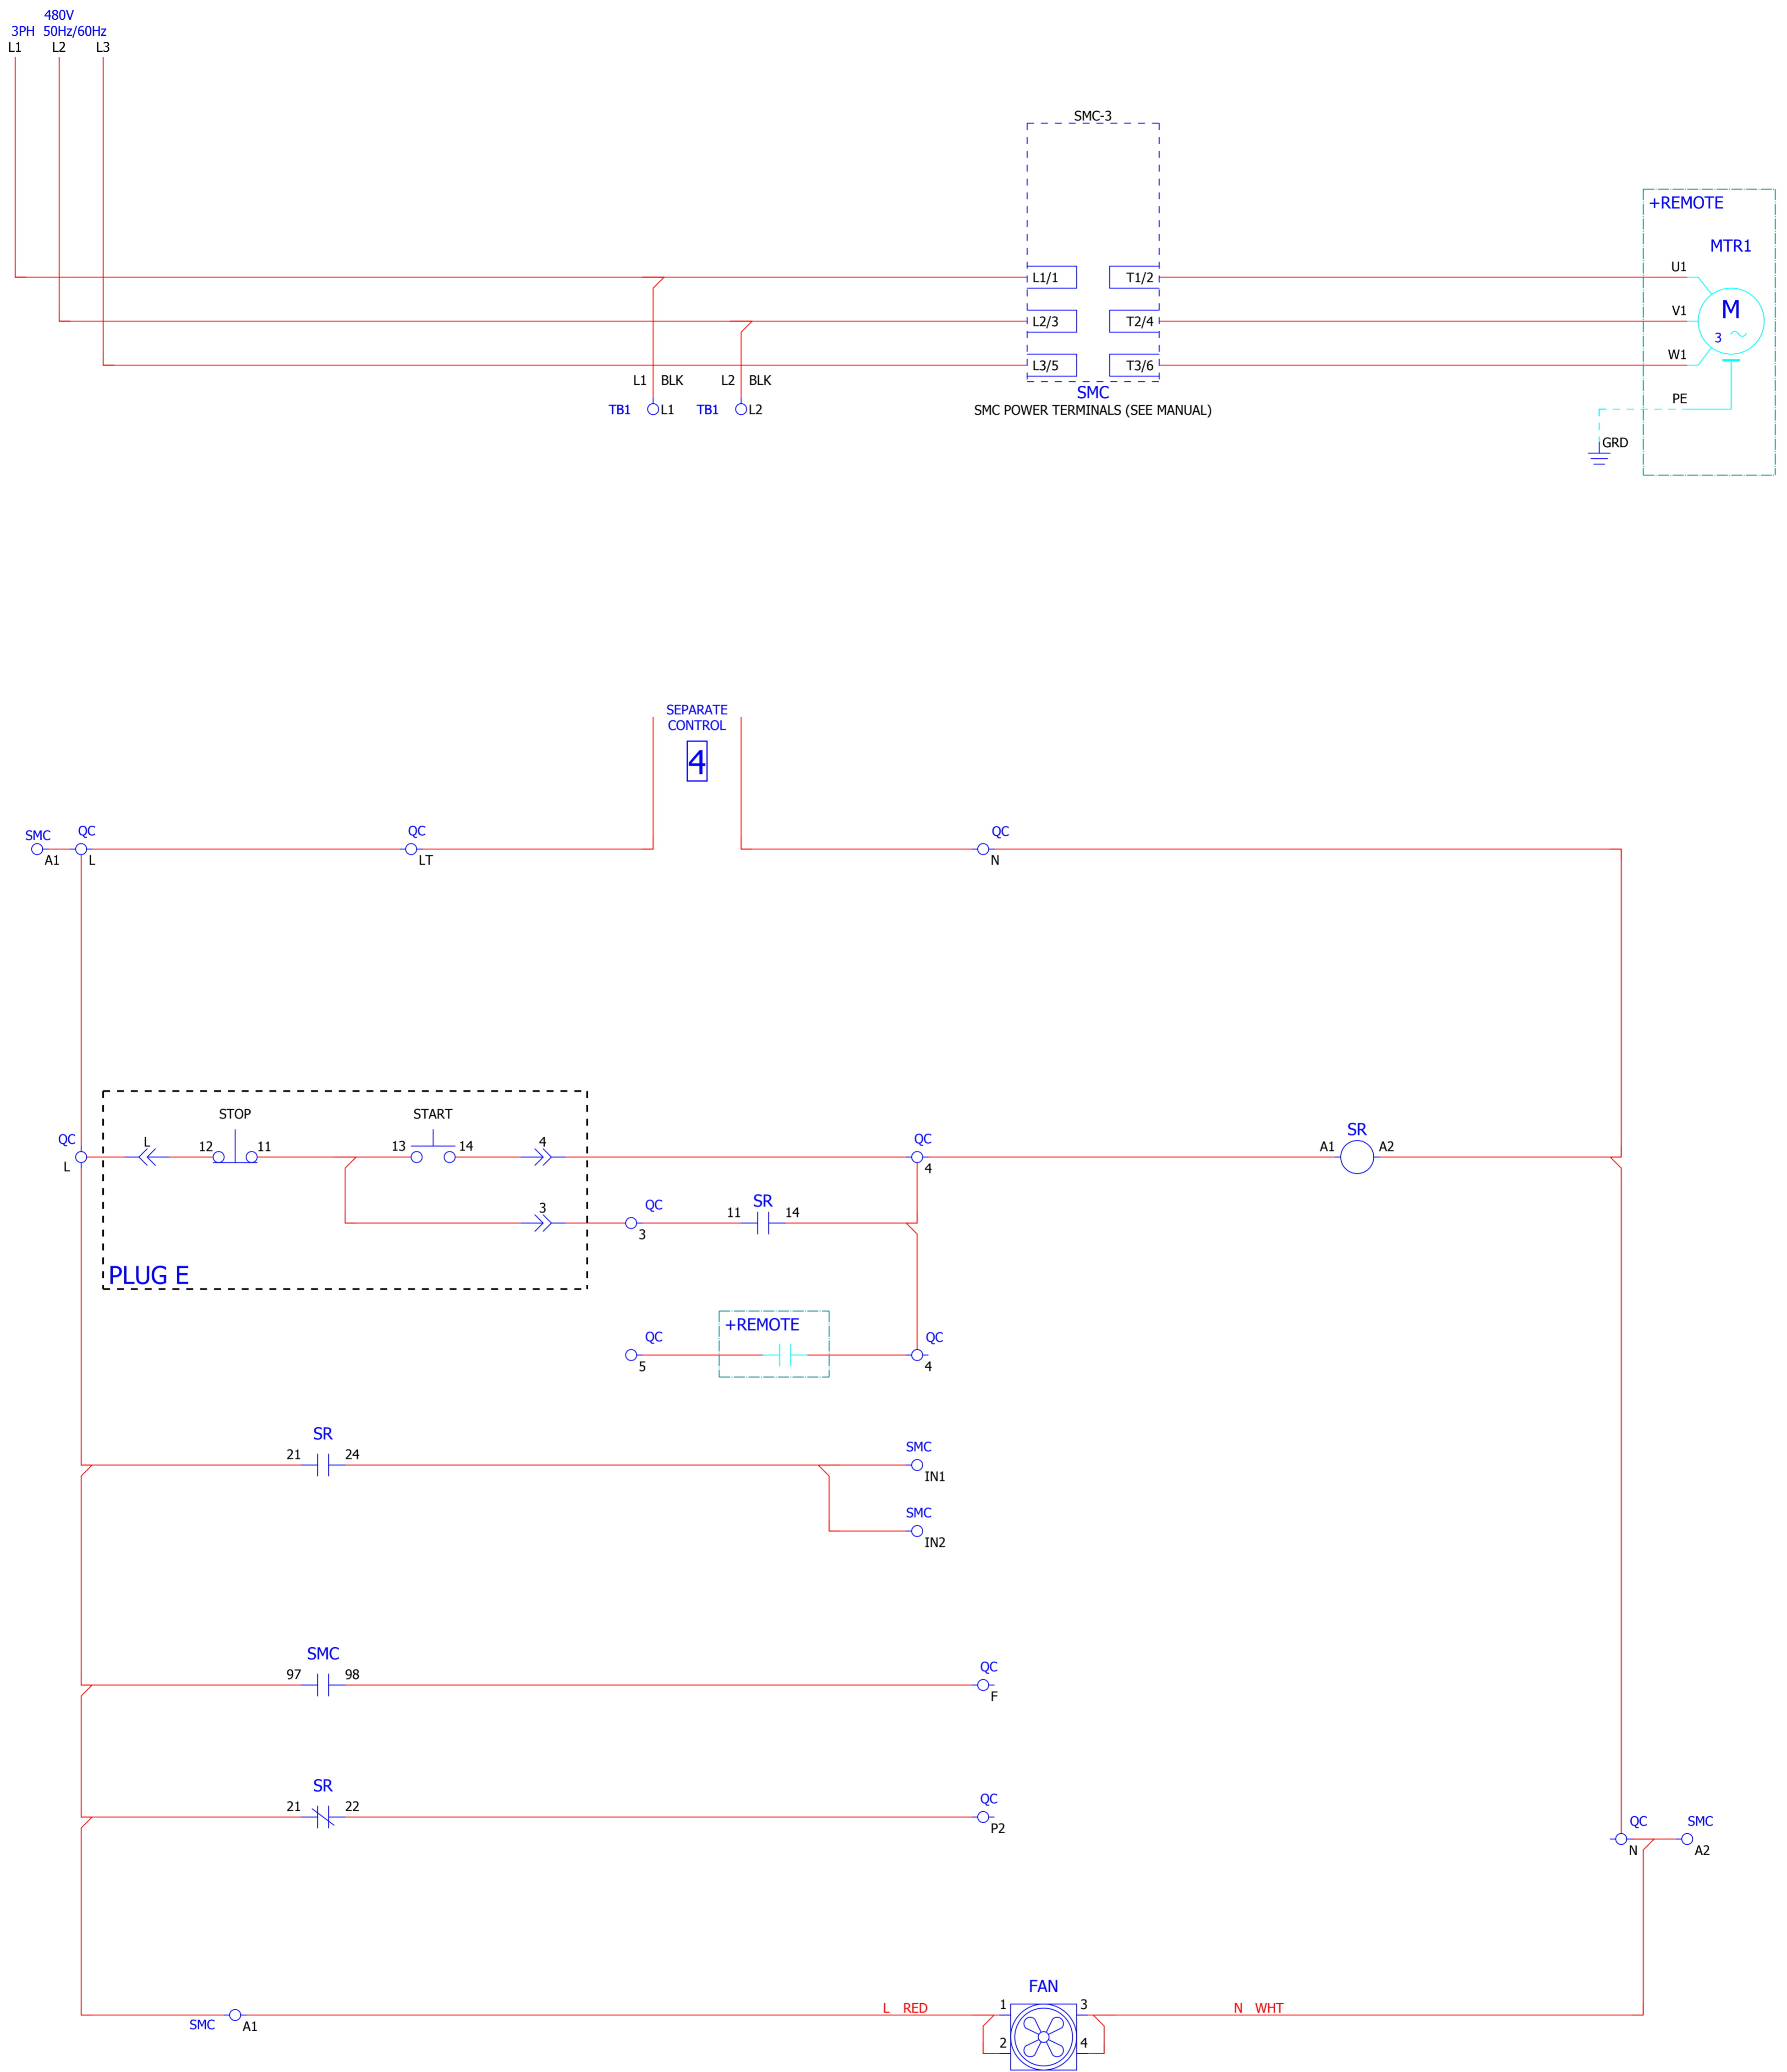 480V
3PH 50Hz/60Hz
L1 L2 L3
SMC-3
+REMOTE
MTR1
L1/1 T1/2 U1
L2/3 T2/4 V1
M
3
L3/5 T3/6 W1
L1 BLK L2 BLK
SMC
PE
TB1 L1 TB1 L2
SMC POWER TERMINALS (SEE MANUAL)
GRD
SEPARATE
CONTROL
4
SMC QC QC QC
A1 L LT N
STOP START
QC L 12 11 13 14 4 QC SR
A1 A2
L 4
3 QC 11 SR 14
3
PLUG E
+REMOTE
QC QC
5 4
SR
21 24 SMC
IN1
SMC
IN2
SMC
97 98 QC
F
SR
21 22 QC
P2
QC SMC
N A2
FAN
L RED 1 3 N WHT
SMC A1
2 4